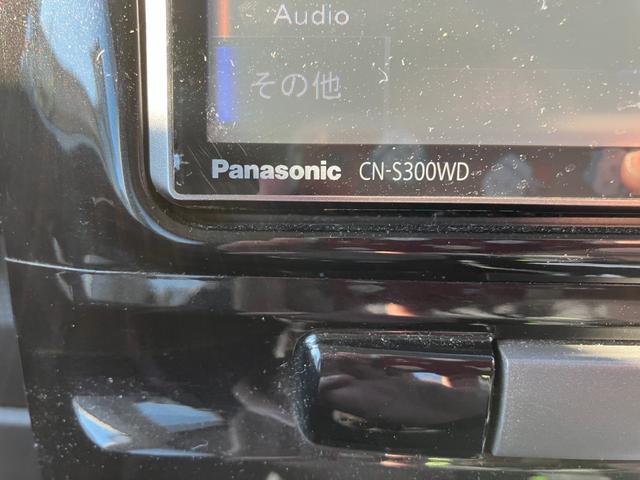 Audio
その他
Panasonic CN-S300WD